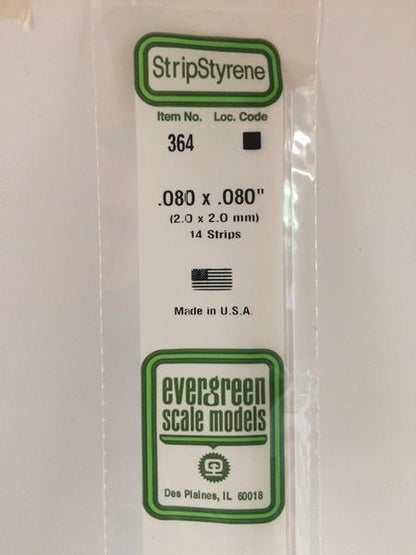 StripStyrene
Item No. Loc. Code
364
.080 x .080"
(2.0 x 2.0 mm)
14 Strips
Made in U.S.A.
evergreen
scale models
Des Plaines, IL 60018